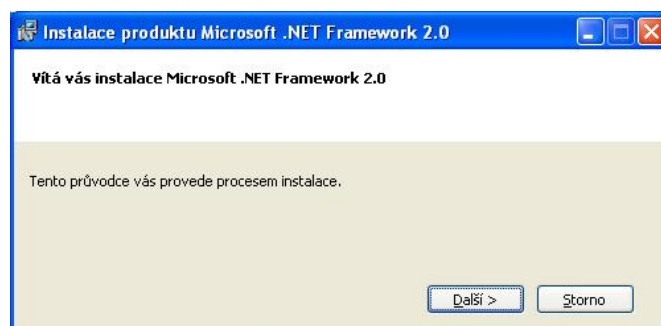 Instalace produktu Microsoft .NET Framework 2.0
Vítá vás instalace Microsoft .NET Framework 2.0
Tento průvodce vás provede procesem instalace.
Další >
Storno